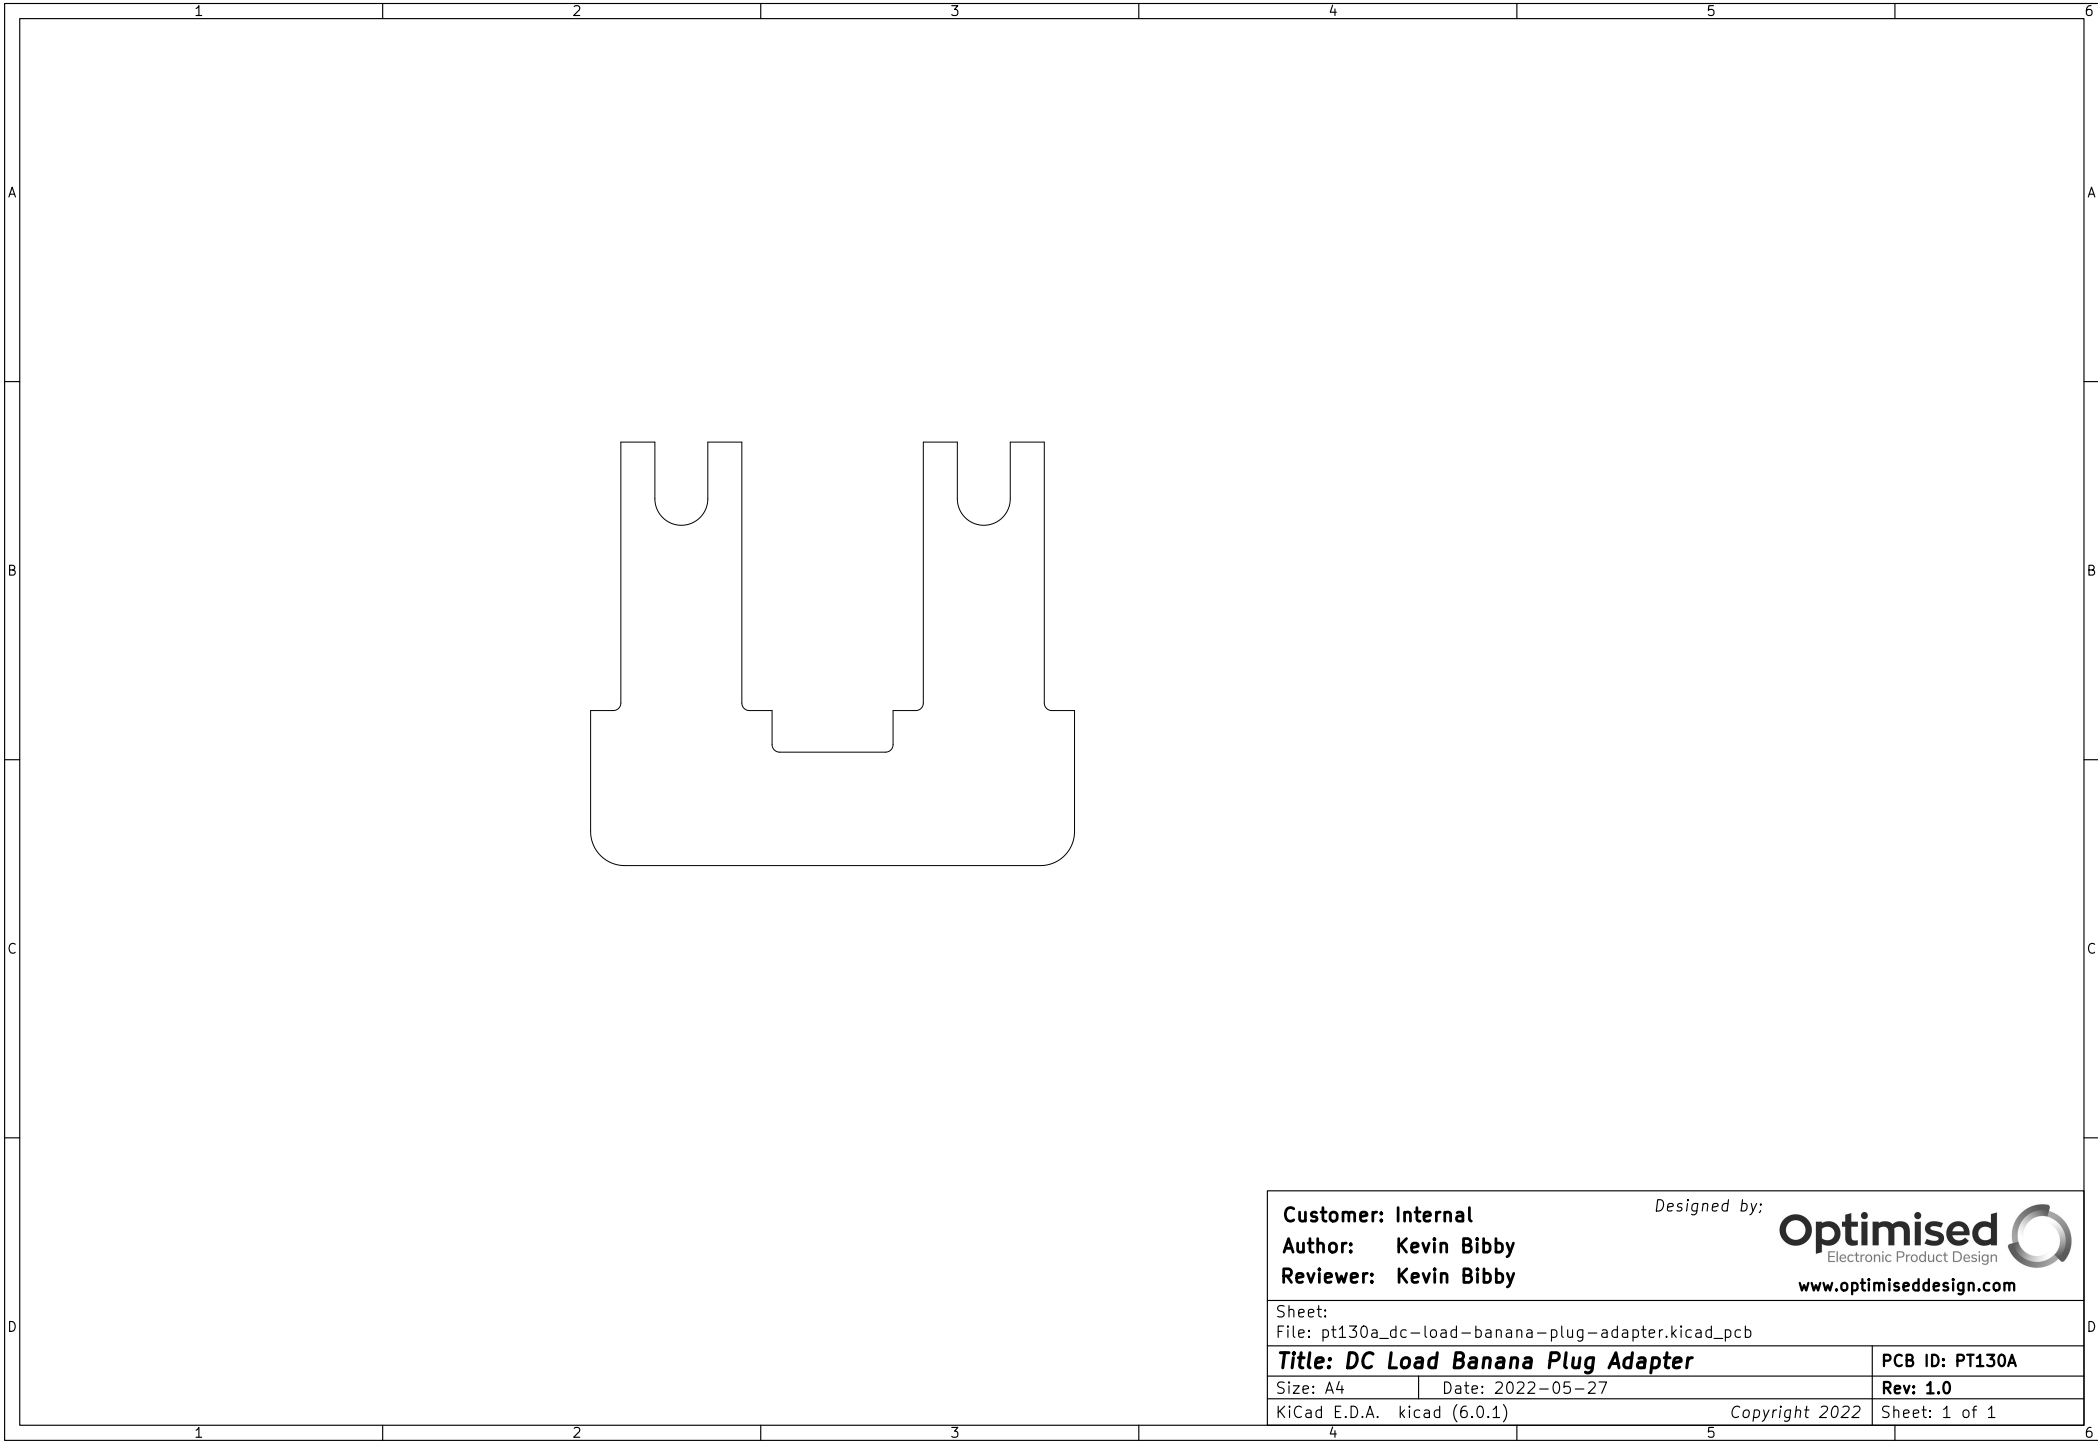 1 2 3 4 5 6
A A
B B
C C
D D
Customer: Internal
Designed by;
Author: Kevin Bibby
Reviewer: Kevin Bibby
Optimised
Electronic Product Design
www.optimiseddesign.com
Sheet:
File: pt130a_dc-load-banana-plug-adapter.kicad_pcb
Title: DC Load Banana Plug Adapter
PCB ID: PT130A
Size: A4
Date: 2022-05-27
Rev: 1.0
KiCad E.D.A. kicad (6.0.1)
Copyright 2022
Sheet: 1 of 1
1 2 3 4 5 6